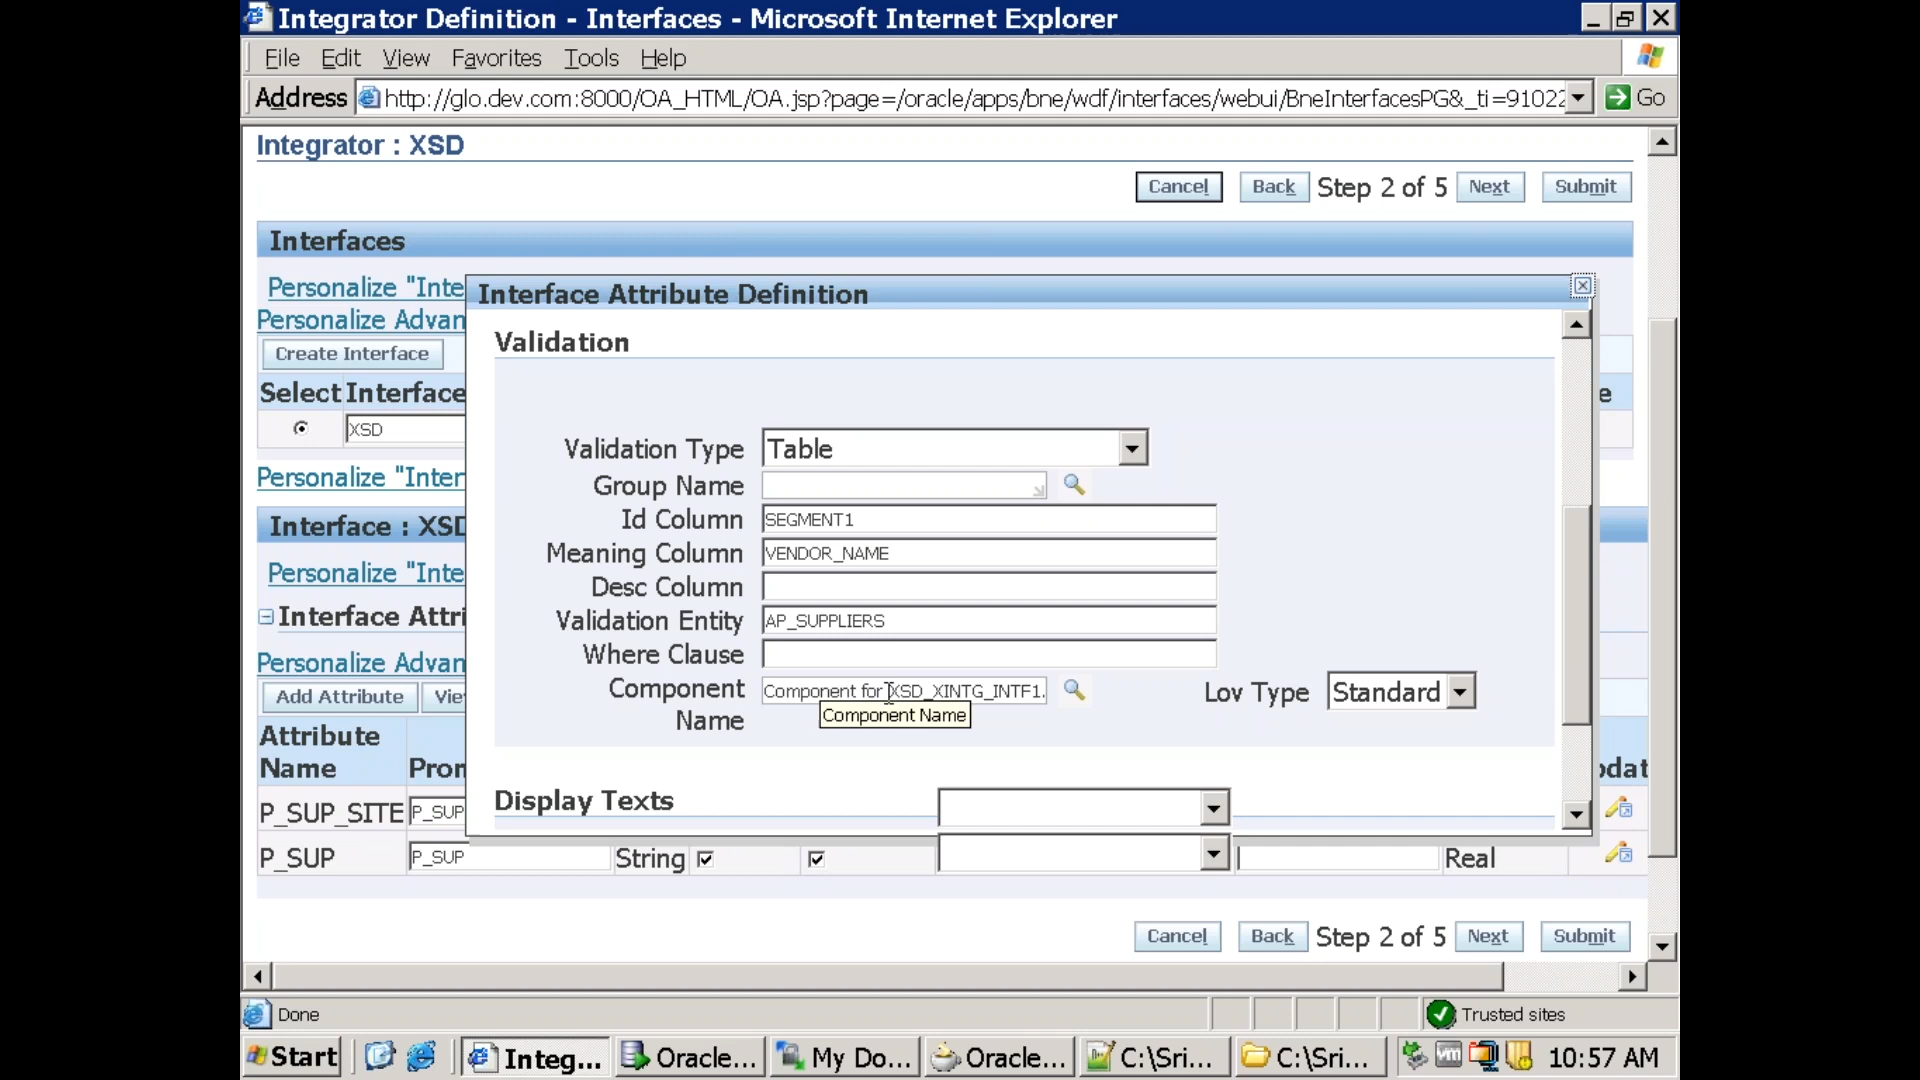 Integrator Definition - Interfaces - Microsoft Internet Explorer
File Edit View Favorites Tools Help
Address http://glo.dev.com:8000/OA_HTML/OA.jsp?page=/oracle/apps/bne/wdf/interfaces/webui/BneInterfacesPG&_ti=91022 Go
Integrator : XSD
Cancel Back Step 2 of 5 Next Submit
Interfaces
Personalize "Inte
Personalize Advan
Create Interface
Select Interface e
XSD
Personalize "Inter
Interface : XSD
Personalize "Inte
Interface Attri
Personalize Advan
Add Attribute Vie
Attribute Name Pron pdat
P_SUP_SITE P_SUP
P_SUP P_SUP String Real
Interface Attribute Definition
Validation
Validation Type Table
Group Name
Id Column SEGMENT1
Meaning Column VENDOR_NAME
Desc Column
Validation Entity AP_SUPPLIERS
Where Clause
Component Name Component for XSD_XINTG_INTF1. Lov Type Standard
Component Name
Display Texts
Cancel Back Step 2 of 5 Next Submit
Done Trusted sites
Start Integ... Oracle... My Do... Oracle... C:\Sri... C:\Sri... 10:57 AM